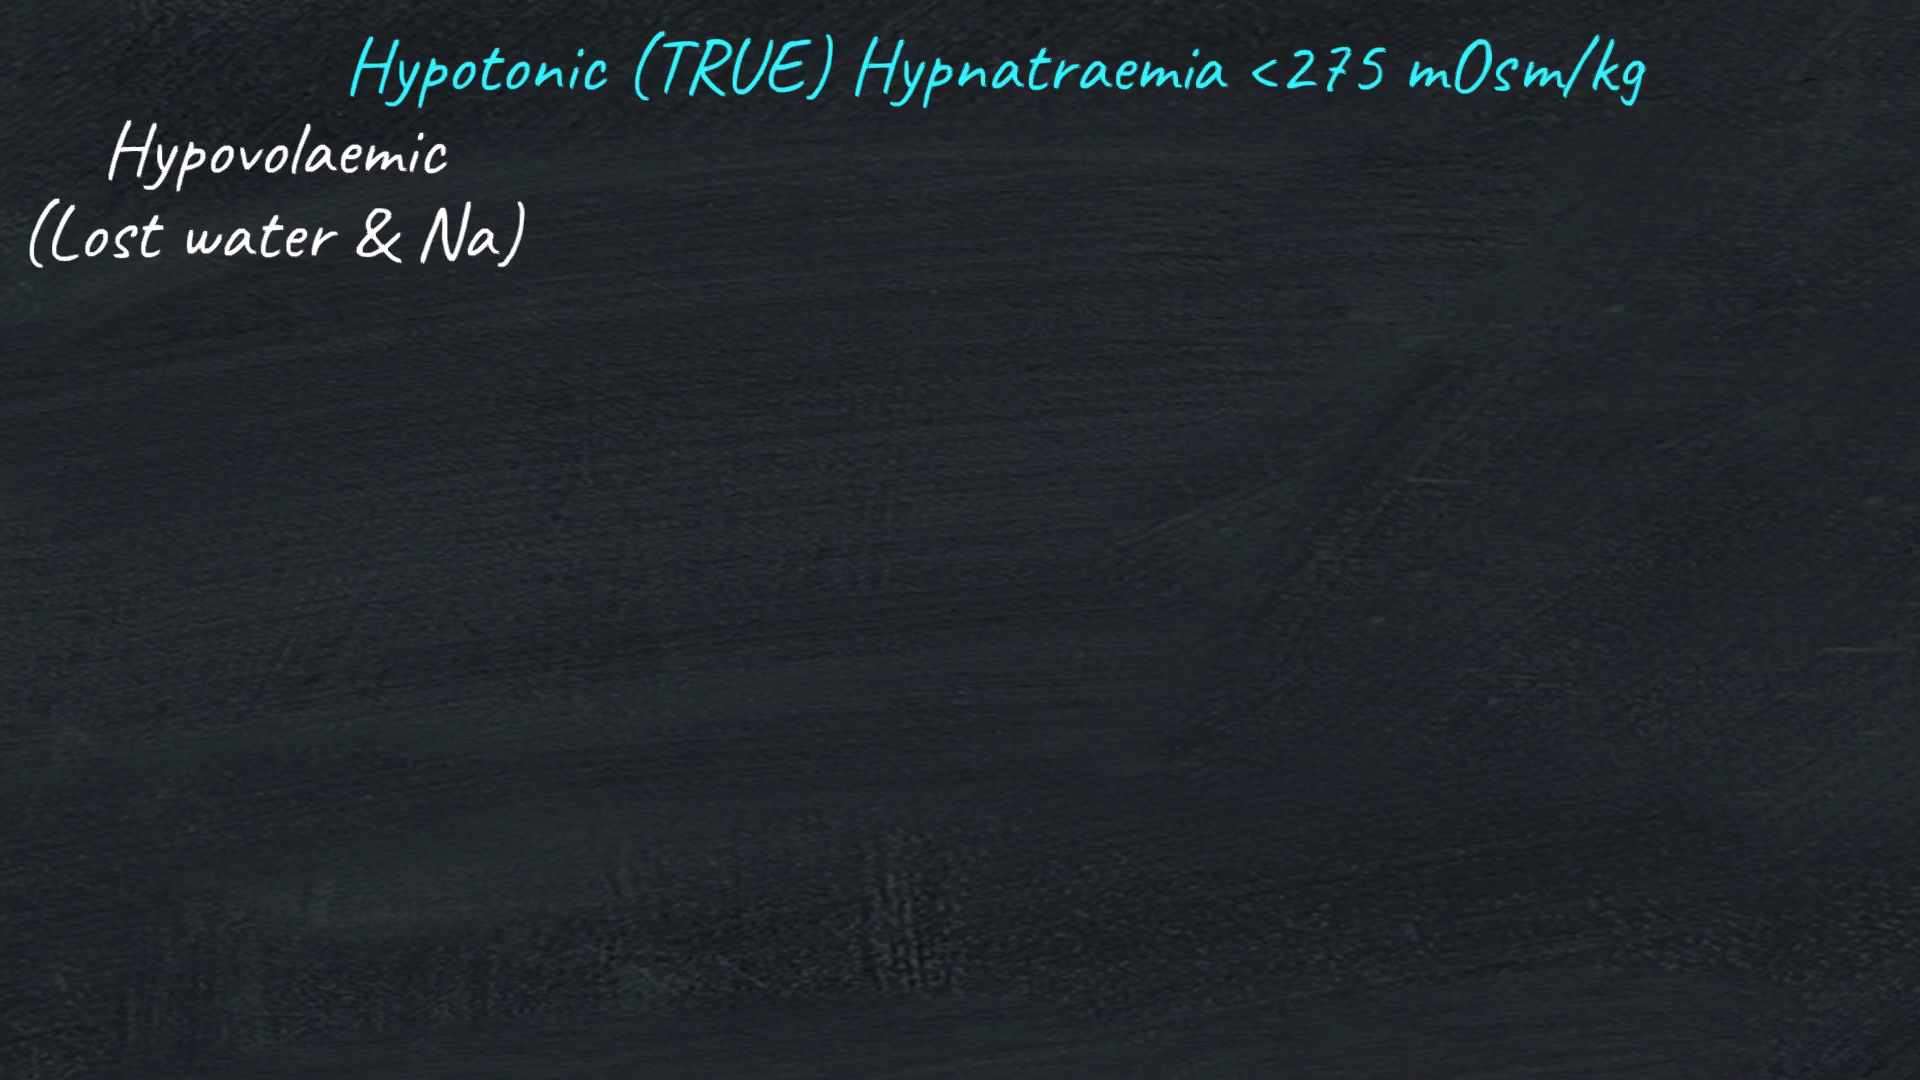 Hypotonic (TRUE) Hypnatraemia <275 mOsm/kg
Hypovolaemic
(Lost water & Na)